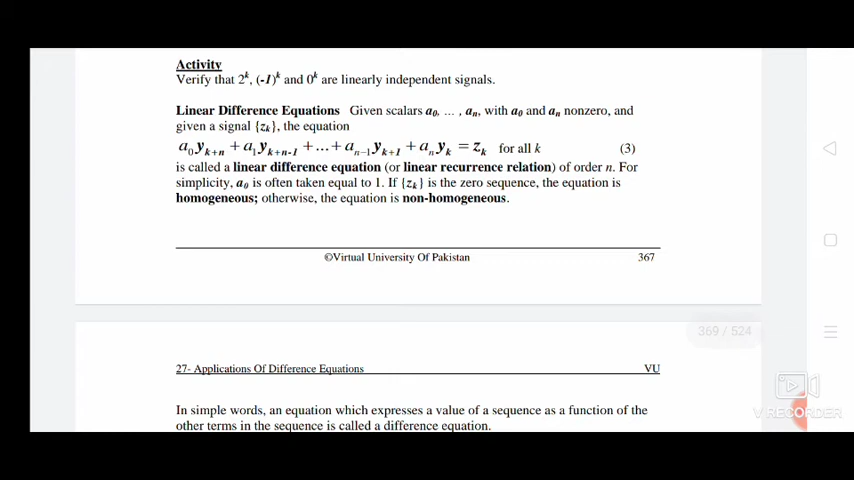 Activity
Verify that 2^k, (-1)^k and 0^k are linearly independent signals.
Linear Difference Equations Given scalars a₀, ... , aₙ, with a₀ and aₙ nonzero, and
given a signal {zₖ}, the equation
a₀yₖ₊ₙ + a₁yₖ₊ₙ₋₁ + ... + aₙ₋₁yₖ₊₁ + aₙyₖ = zₖ for all k (3)
is called a linear difference equation (or linear recurrence relation) of order n. For
simplicity, a₀ is often taken equal to 1. If {zₖ} is the zero sequence, the equation is
homogeneous; otherwise, the equation is non-homogeneous.
©Virtual University Of Pakistan 367
369 / 524
27- Applications Of Difference Equations VU
V.RECORDER
In simple words, an equation which expresses a value of a sequence as a function of the
other terms in the sequence is called a difference equation.